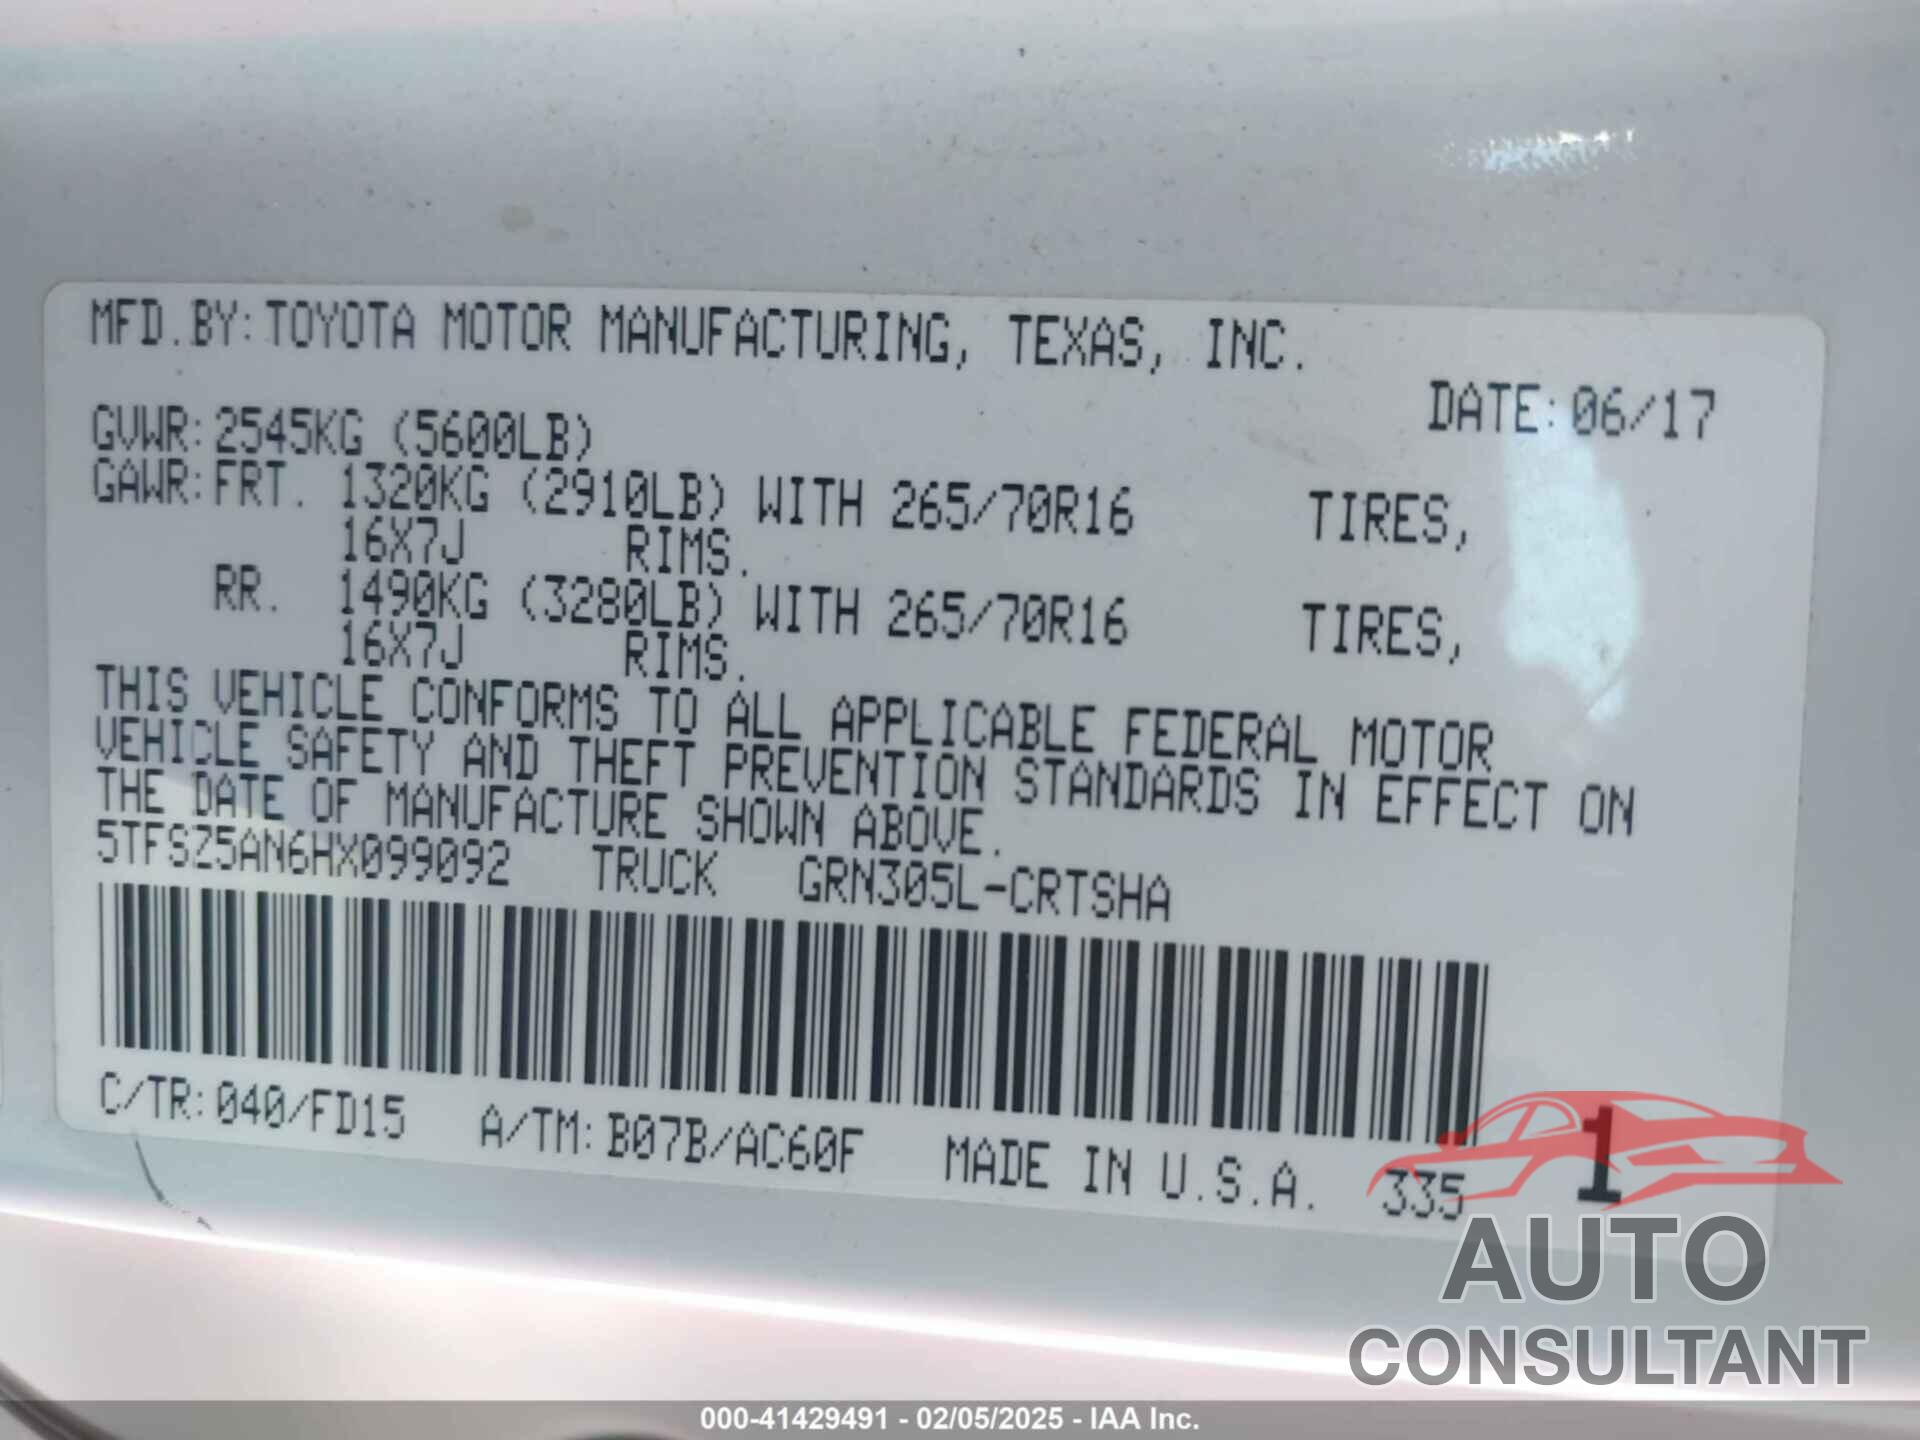 MFD.BY:TOYOTA MOTOR MANUFACTURING, TEXAS, INC.
DATE:06/17
GVWR:2545KG (5600LB)
GAWR:FRT. 1320KG (2910LB) WITH 265/70R16 TIRES,
16X7J RIMS.
RR. 1490KG (3280LB) WITH 265/70R16 TIRES,
16X7J RIMS.
THIS VEHICLE CONFORMS TO ALL APPLICABLE FEDERAL MOTOR
VEHICLE SAFETY AND THEFT PREVENTION STANDARDS IN EFFECT ON
THE DATE OF MANUFACTURE SHOWN ABOVE.
5TFSZ5AN6HX099092 TRUCK GRN305L-CRTSHA
C/TR:040/FD15 A/TM:B07B/AC60F MADE IN U.S.A. 335 1
AUTO
CONSULTANT
000-41429491 - 02/05/2025 - IAA Inc.